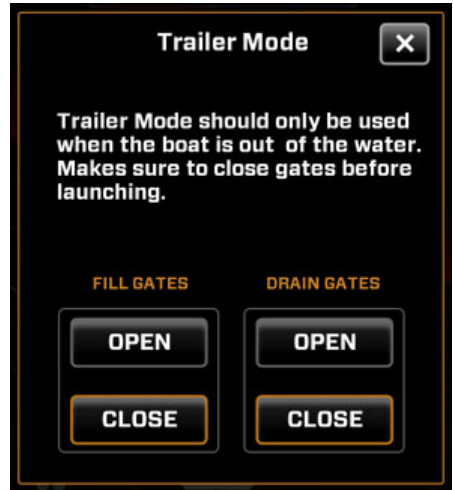 Trailer Mode
X
Trailer Mode should only be used
when the boat is out of the water.
Makes sure to close gates before
launching.
FILL GATES
DRAIN GATES
OPEN
OPEN
CLOSE
CLOSE